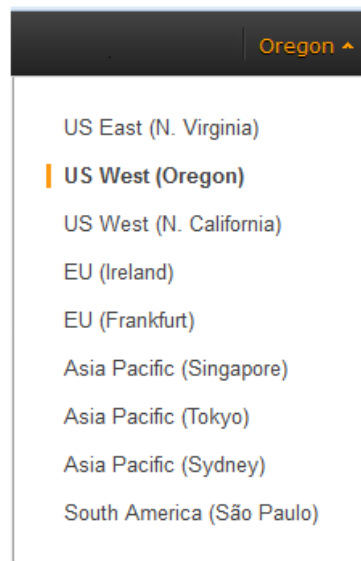 Oregon
US East (N. Virginia)
US West (Oregon)
US West (N. California)
EU (Ireland)
EU (Frankfurt)
Asia Pacific (Singapore)
Asia Pacific (Tokyo)
Asia Pacific (Sydney)
South America (São Paulo)